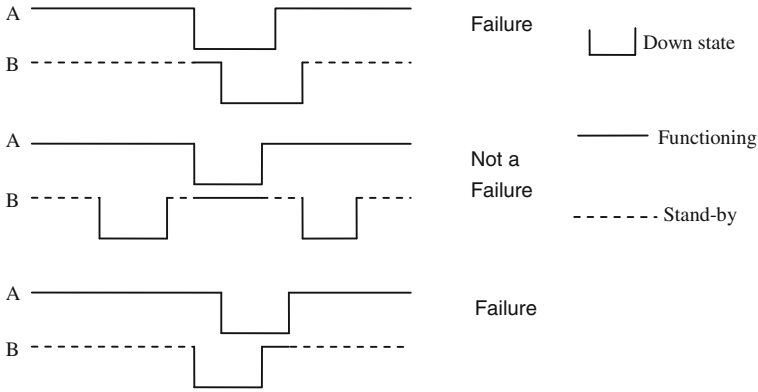 A
Failure
Down state
B
A
Functioning
Not a
Failure
B
Stand-by
A
Failure
B